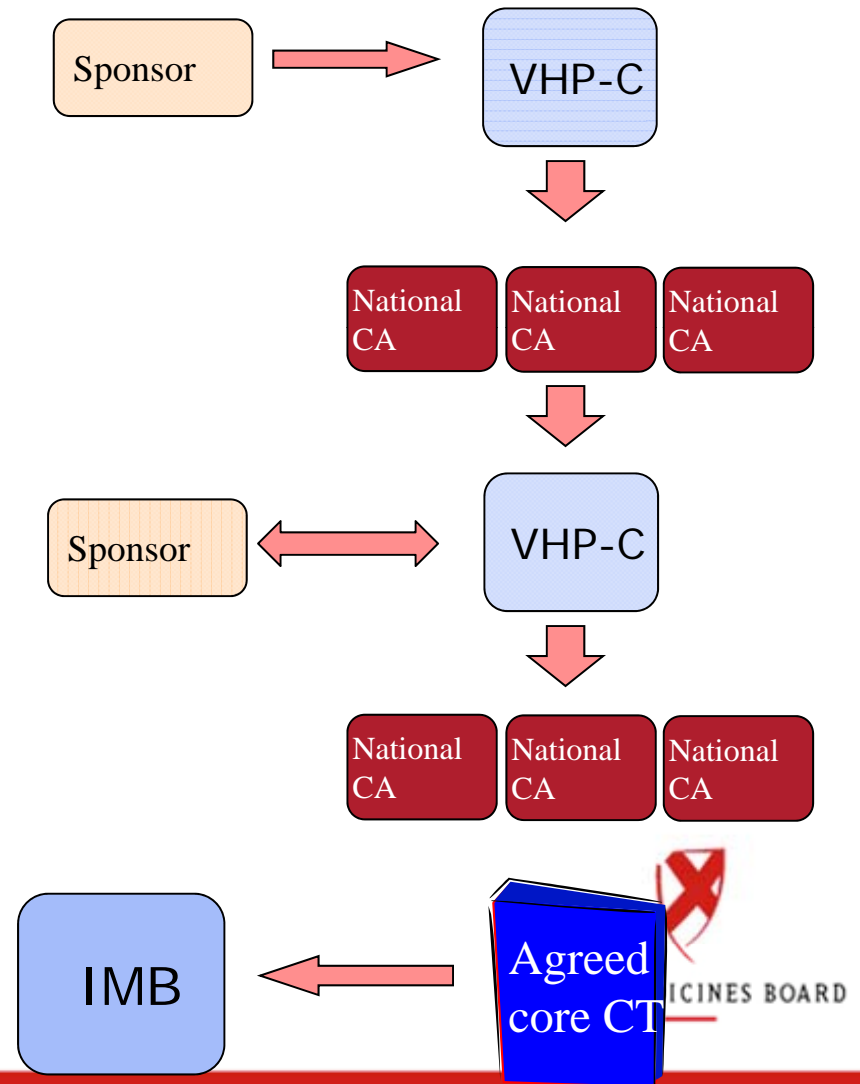 Sponsor
VHP-C
National National National
CA CA CA
Sponsor
VHP-C
National National National
CA CA CA
IMB
Agreed
core CT
ICINES BOARD